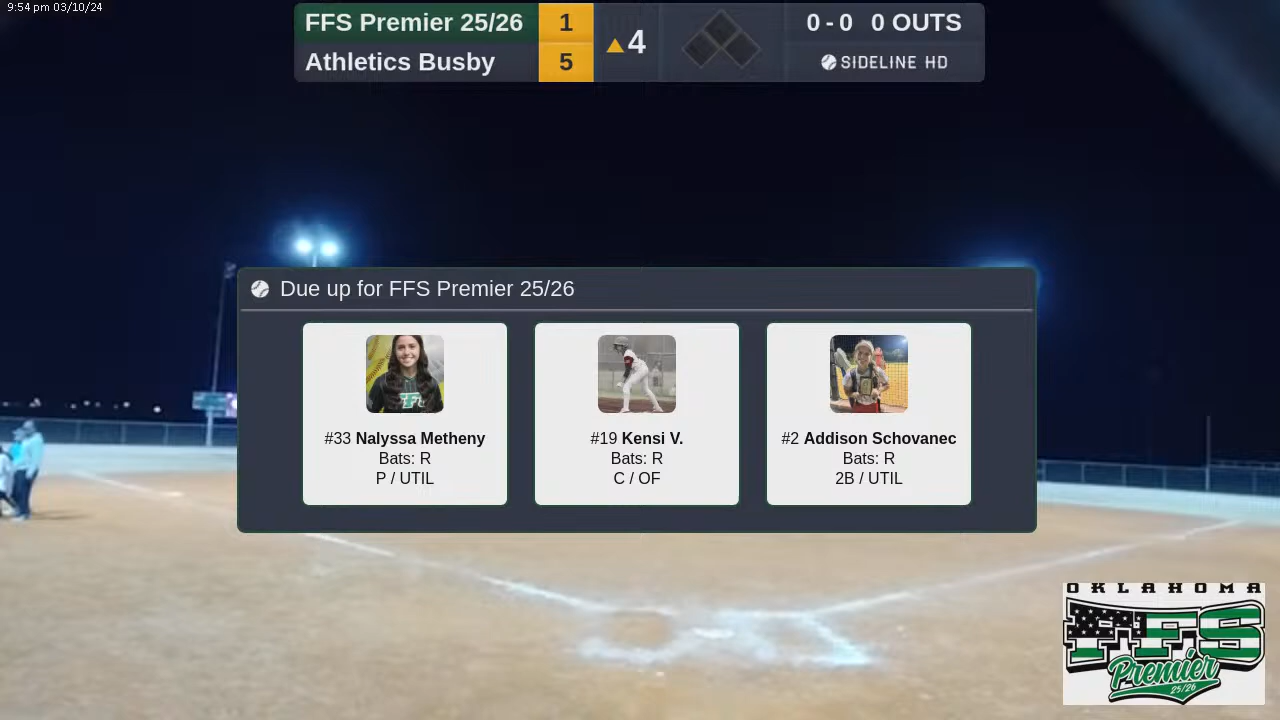 9:54 pm 03/10/24
FFS Premier 25/26 1
Athletics Busby 5
▲4
0 - 0 0 OUTS
SIDELINE HD
Due up for FFS Premier 25/26
#33 Nalyssa Metheny
Bats: R
P / UTIL
#19 Kensi V.
Bats: R
C / OF
#2 Addison Schovanec
Bats: R
2B / UTIL
OKLAHOMA
FFS
Premier
25/26